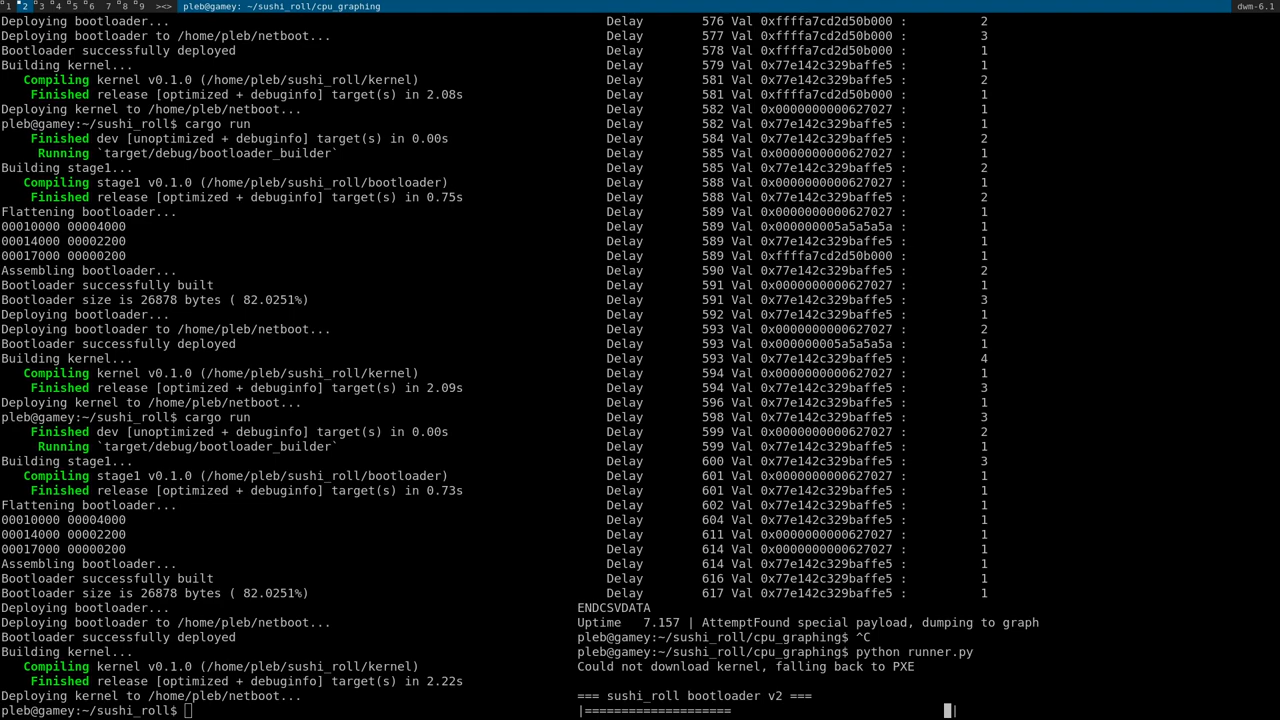 1 2 3 4 5 6 7 8 9 ><> pleb@gamey: ~/sushi_roll/cpu_graphing dwm-6.1
Deploying bootloader...
Deploying bootloader to /home/pleb/netboot...
Bootloader successfully deployed
Building kernel...
Compiling kernel v0.1.0 (/home/pleb/sushi_roll/kernel)
Finished release [optimized + debuginfo] target(s) in 2.08s
Deploying kernel to /home/pleb/netboot...
pleb@gamey:~/sushi_roll$ cargo run
Finished dev [unoptimized + debuginfo] target(s) in 0.00s
Running `target/debug/bootloader_builder`
Building stage1...
Compiling stage1 v0.1.0 (/home/pleb/sushi_roll/bootloader)
Finished release [optimized + debuginfo] target(s) in 0.75s
Flattening bootloader...
00010000 00004000
00014000 00002200
00017000 00000200
Assembling bootloader...
Bootloader successfully built
Bootloader size is 26878 bytes ( 82.0251%)
Deploying bootloader...
Deploying bootloader to /home/pleb/netboot...
Bootloader successfully deployed
Building kernel...
Compiling kernel v0.1.0 (/home/pleb/sushi_roll/kernel)
Finished release [optimized + debuginfo] target(s) in 2.09s
Deploying kernel to /home/pleb/netboot...
pleb@gamey:~/sushi_roll$ cargo run
Finished dev [unoptimized + debuginfo] target(s) in 0.00s
Running `target/debug/bootloader_builder`
Building stage1...
Compiling stage1 v0.1.0 (/home/pleb/sushi_roll/bootloader)
Finished release [optimized + debuginfo] target(s) in 0.73s
Flattening bootloader...
00010000 00004000
00014000 00002200
00017000 00000200
Assembling bootloader...
Bootloader successfully built
Bootloader size is 26878 bytes ( 82.0251%)
Deploying bootloader...
Deploying bootloader to /home/pleb/netboot...
Bootloader successfully deployed
Building kernel...
Compiling kernel v0.1.0 (/home/pleb/sushi_roll/kernel)
Finished release [optimized + debuginfo] target(s) in 2.22s
Deploying kernel to /home/pleb/netboot...
pleb@gamey:~/sushi_roll$
Delay 576 Val 0xffffa7cd2d50b000 : 2
Delay 577 Val 0xffffa7cd2d50b000 : 3
Delay 578 Val 0xffffa7cd2d50b000 : 1
Delay 579 Val 0x77e142c329baffe5 : 1
Delay 581 Val 0x77e142c329baffe5 : 2
Delay 581 Val 0xffffa7cd2d50b000 : 1
Delay 582 Val 0x0000000000627027 : 1
Delay 582 Val 0x77e142c329baffe5 : 1
Delay 584 Val 0x77e142c329baffe5 : 2
Delay 585 Val 0x0000000000627027 : 1
Delay 585 Val 0x77e142c329baffe5 : 2
Delay 588 Val 0x0000000000627027 : 1
Delay 588 Val 0x77e142c329baffe5 : 2
Delay 589 Val 0x0000000000627027 : 1
Delay 589 Val 0x000000005a5a5a5a : 1
Delay 589 Val 0x77e142c329baffe5 : 1
Delay 589 Val 0xffffa7cd2d50b000 : 1
Delay 590 Val 0x77e142c329baffe5 : 2
Delay 591 Val 0x0000000000627027 : 1
Delay 591 Val 0x77e142c329baffe5 : 3
Delay 592 Val 0x77e142c329baffe5 : 1
Delay 593 Val 0x0000000000627027 : 2
Delay 593 Val 0x000000005a5a5a5a : 1
Delay 593 Val 0x77e142c329baffe5 : 4
Delay 594 Val 0x0000000000627027 : 1
Delay 594 Val 0x77e142c329baffe5 : 3
Delay 596 Val 0x77e142c329baffe5 : 1
Delay 598 Val 0x77e142c329baffe5 : 3
Delay 599 Val 0x0000000000627027 : 2
Delay 599 Val 0x77e142c329baffe5 : 1
Delay 600 Val 0x77e142c329baffe5 : 3
Delay 601 Val 0x0000000000627027 : 1
Delay 601 Val 0x77e142c329baffe5 : 1
Delay 602 Val 0x77e142c329baffe5 : 1
Delay 604 Val 0x77e142c329baffe5 : 1
Delay 611 Val 0x0000000000627027 : 1
Delay 614 Val 0x0000000000627027 : 1
Delay 614 Val 0x77e142c329baffe5 : 1
Delay 616 Val 0x77e142c329baffe5 : 1
Delay 617 Val 0x77e142c329baffe5 : 1
ENDCSVDATA
Uptime 7.157 | AttemptFound special payload, dumping to graph
pleb@gamey:~/sushi_roll/cpu_graphing$ ^C
pleb@gamey:~/sushi_roll/cpu_graphing$ python runner.py
Could not download kernel, falling back to PXE
=== sushi_roll bootloader v2 ===
|==================== |